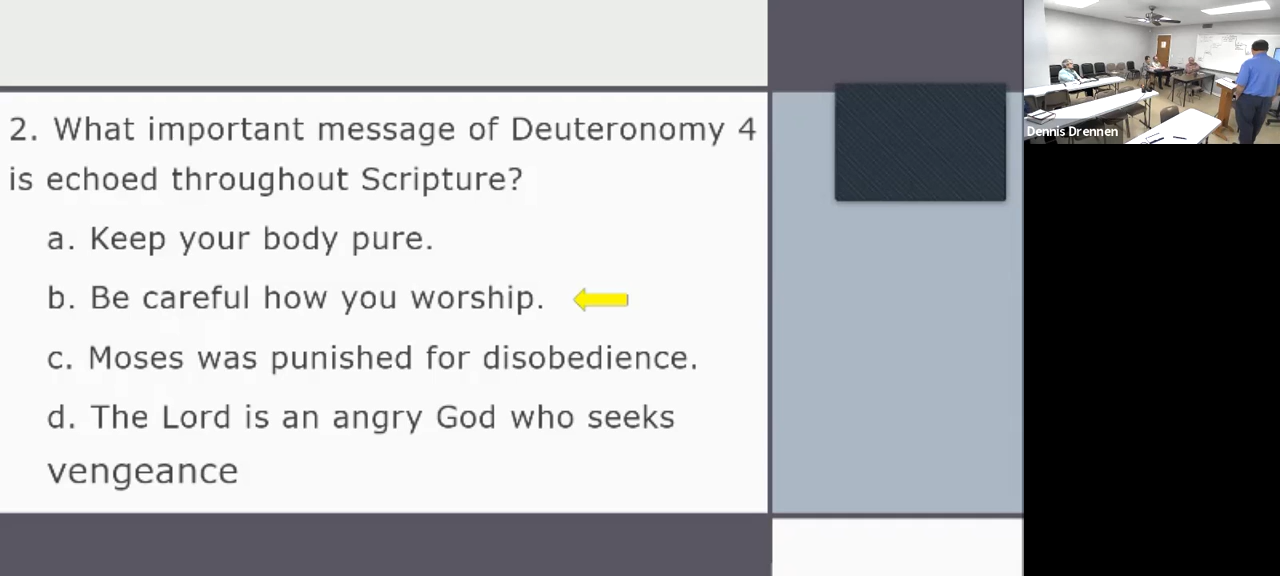 2. What important message of Deuteronomy 4
is echoed throughout Scripture?
a. Keep your body pure.
b. Be careful how you worship.
c. Moses was punished for disobedience.
d. The Lord is an angry God who seeks
vengeance
Dennis Drennen